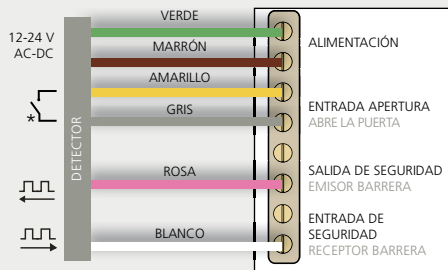 VERDE
12-24 V
AC-DC
ALIMENTACIÓN
MARRÓN
AMARILLO
ENTRADA APERTURA
ABRE LA PUERTA
GRIS
*
DETECTOR
ROSA
SALIDA DE SEGURIDAD
EMISOR BARRERA
ENTRADA DE
SEGURIDAD
RECEPTOR BARRERA
BLANCO